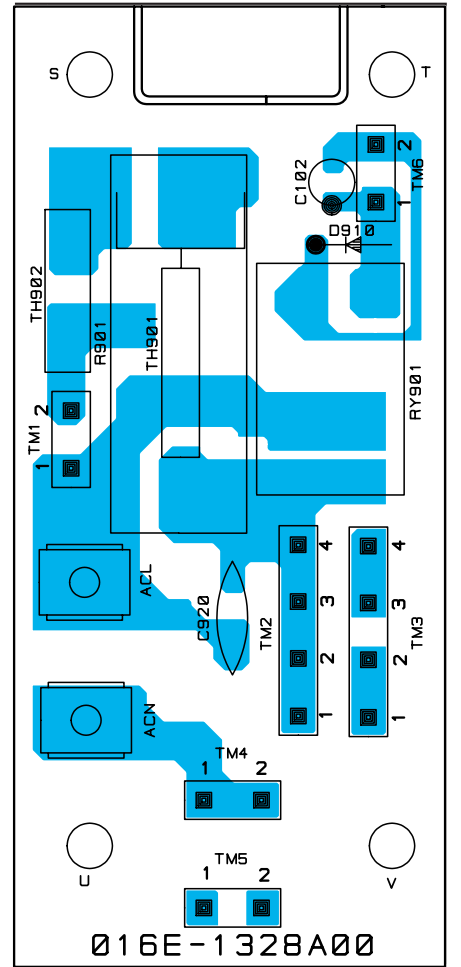 S
T
C102
2
1
TM6
D910
TH902
R901
TH901
RY901
2
1
TM1
ACL
C920
TM2
4
3
2
1
4
3
2
1
TM3
ACN
TM4
1 2
TM5
1 2
U
V
016E-1328A00